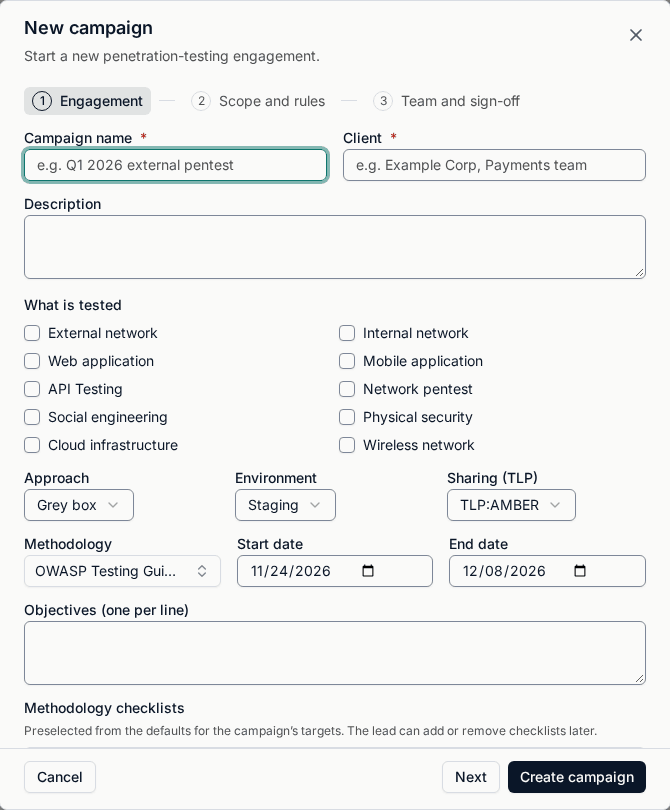 New campaign
Start a new penetration-testing engagement.
1 Engagement 2 Scope and rules 3 Team and sign-off
Campaign name * Client *
e.g. Q1 2026 external pentest e.g. Example Corp, Payments team
Description
What is tested
External network Internal network
Web application Mobile application
API Testing Network pentest
Social engineering Physical security
Cloud infrastructure Wireless network
Approach Environment Sharing (TLP)
Grey box Staging TLP:AMBER
Methodology Start date End date
OWASP Testing Gui... 11/24/2026 12/08/2026
Objectives (one per line)
Methodology checklists
Preselected from the defaults for the campaign's targets. The lead can add or remove checklists later.
Cancel Next Create campaign